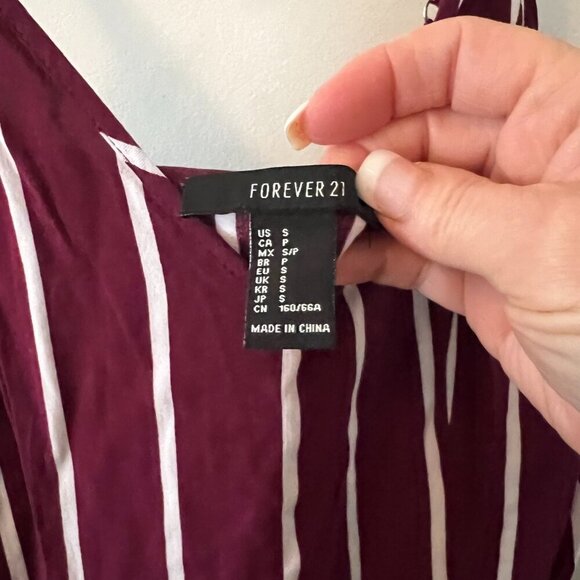 FOREVER 21
US S
CA P
MX S/P
BR P
EU S
UK S
KR S
JP S
CN 160/66A
MADE IN CHINA